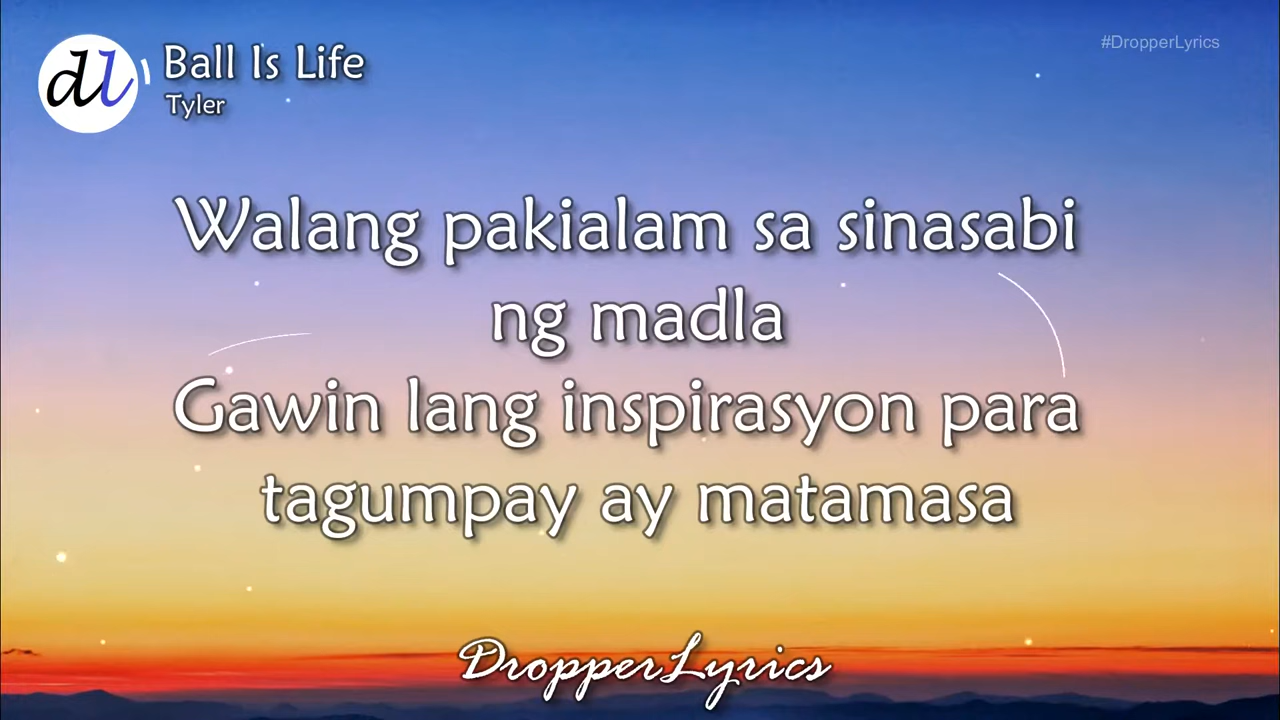 dl
Ball Is Life
Tyler
#DropperLyrics
Walang pakialam sa sinasabi
ng madla
Gawin lang inspirasyon para
tagumpay ay matamasa
DropperLyrics